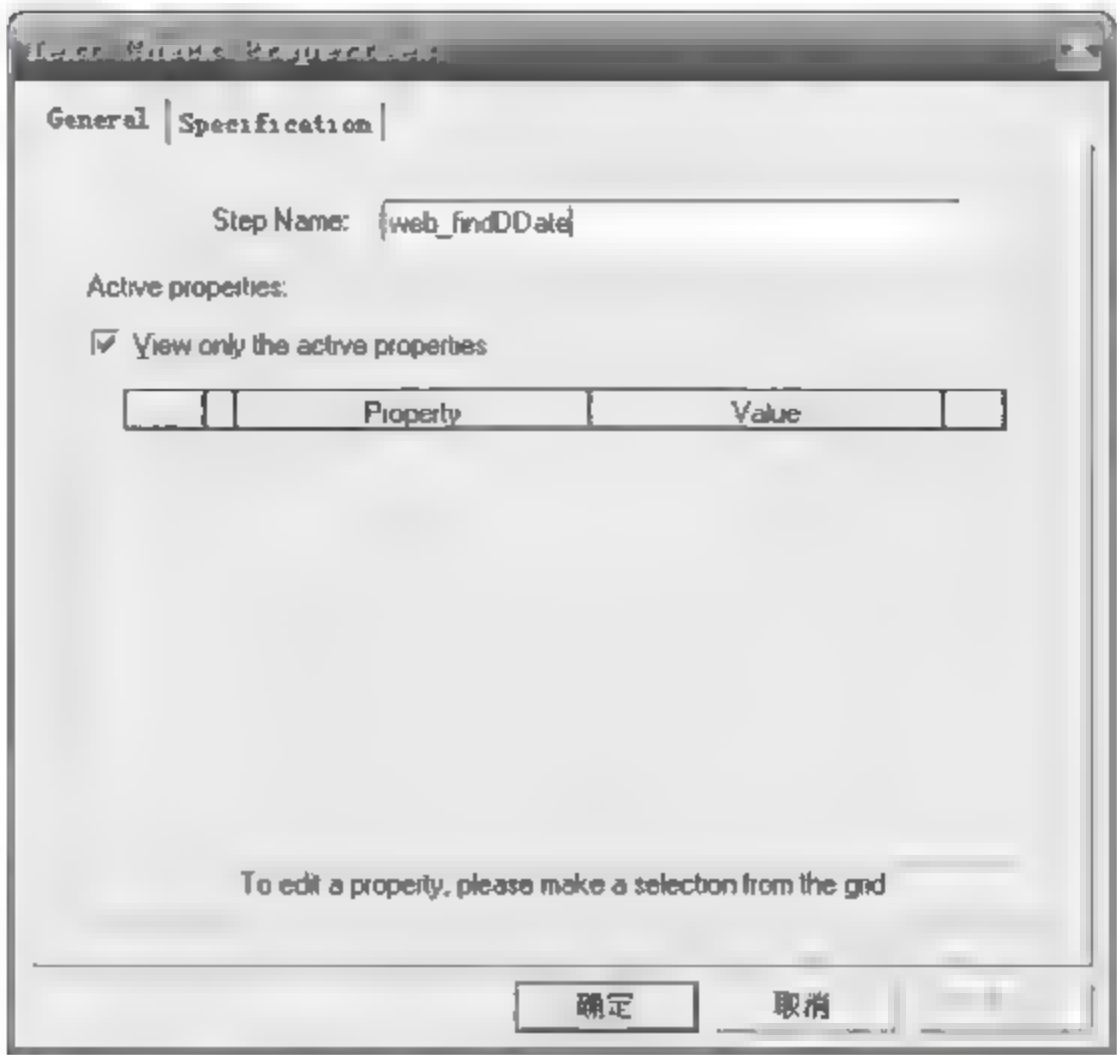 General Specification
Step Name: web_findDDate
Active properties:
View only the active properties
Property Value
To edit a property, please make a selection from the grid
确定 取消